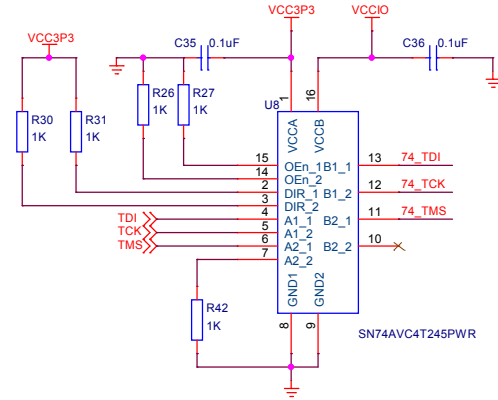 VCC3P3
VCCIO
VCC3P3
C35
0.1uF
C36
0.1uF
R30
1K
R31
1K
R26
1K
R27
1K
U8
1
16
VCCA
VCCB
15
OEn_1
B1_1
13
74_TDI
14
OEn_2
2
DIR_1
B1_2
12
74_TCK
3
DIR_2
TDI
4
A1_1
B2_1
11
74_TMS
TCK
5
A1_2
TMS
6
A2_1
B2_2
10
7
A2_2
GND1
GND2
R42
1K
8
9
SN74AVC4T245PWR